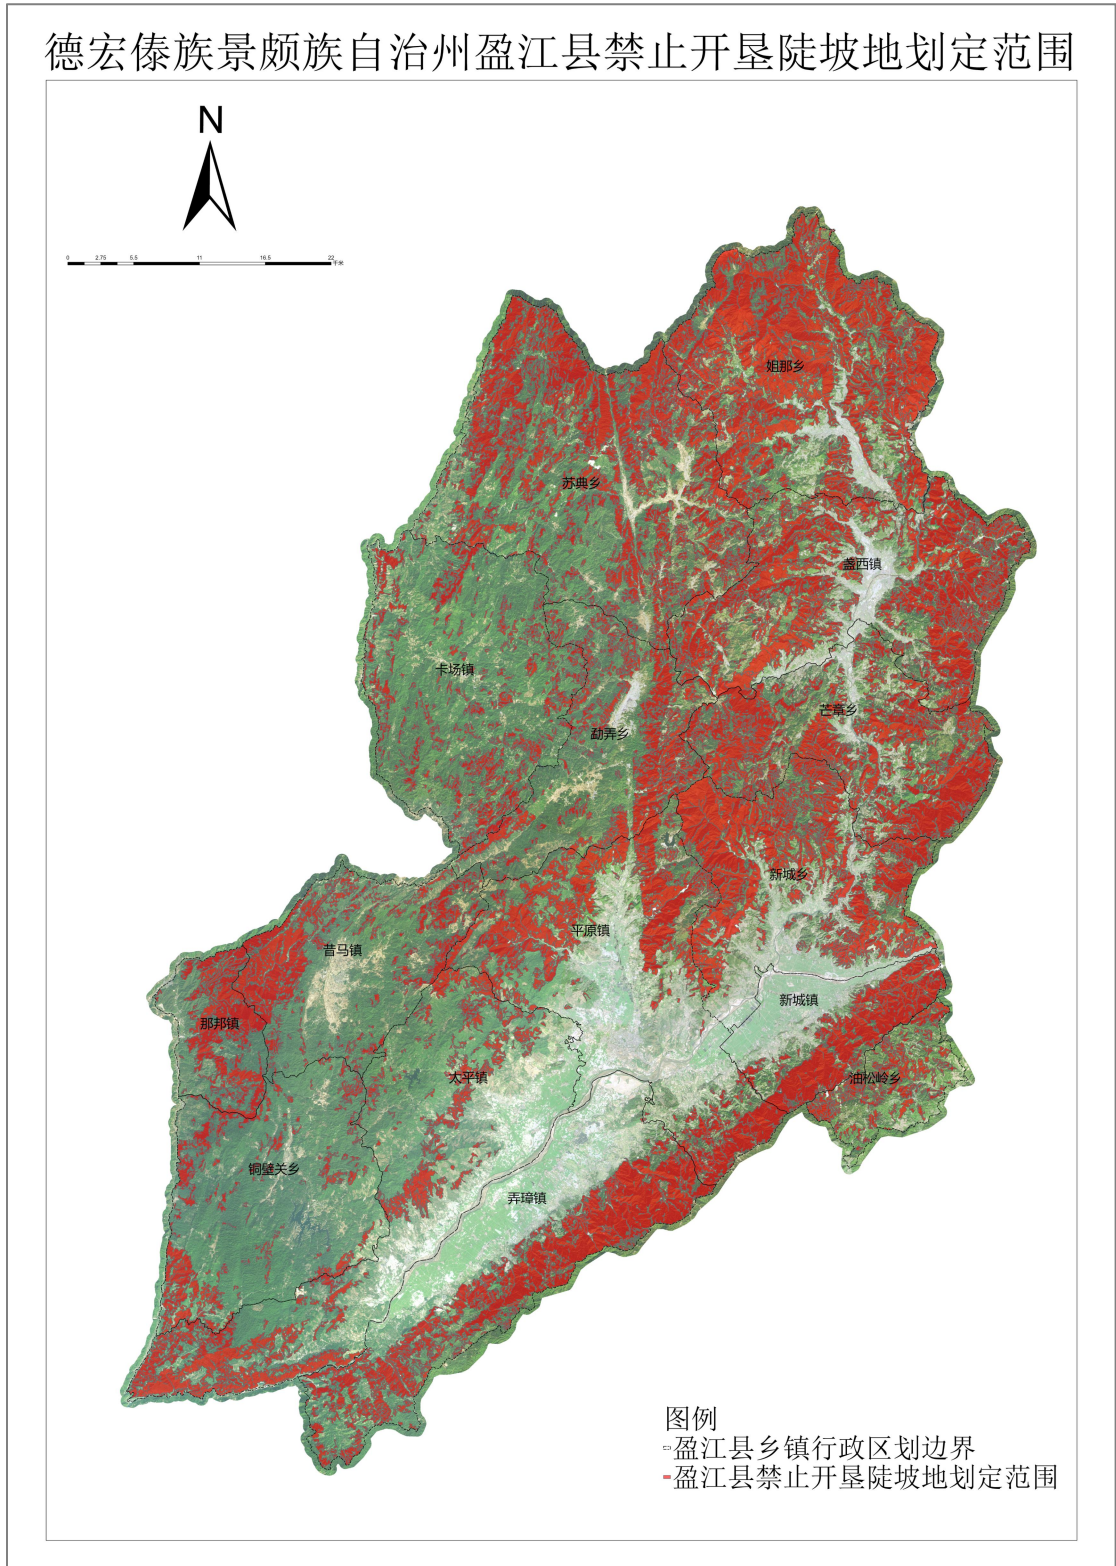 德宏傣族景颇族自治州盈江县禁止开垦陡坡地划定范围
N
0 2.75 5.5 11 16.5 22 千米
姐那乡
苏典乡
盏西镇
卡场镇
芒章乡
勐弄乡
新城乡
平原镇
昔马镇
新城镇
那邦镇
太平镇
油松岭乡
铜壁关乡
弄璋镇
图例
盈江县乡镇行政区划边界
盈江县禁止开垦陡坡地划定范围